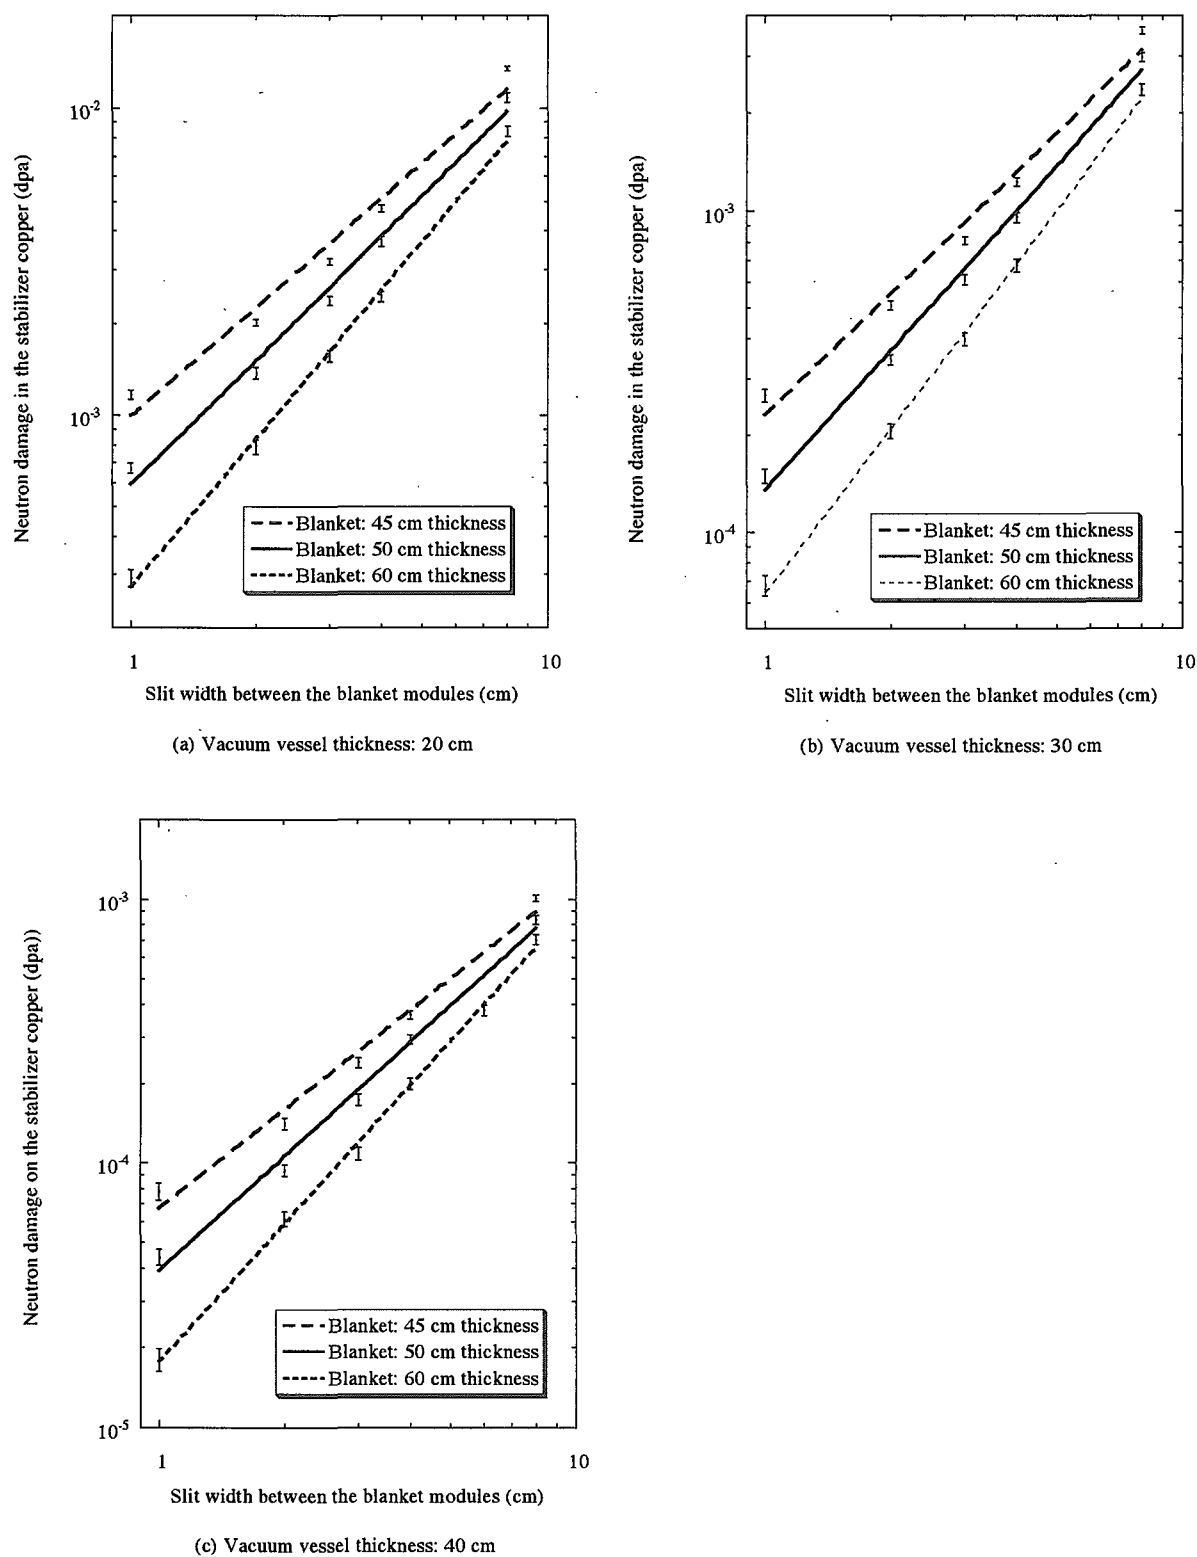 Neutron damage in the stabilizer copper (dpa)
10-2
10-3
Blanket: 45 cm thickness
Blanket: 50 cm thickness
Blanket: 60 cm thickness
1
10
Slit width between the blanket modules (cm)
(a) Vacuum vessel thickness: 20 cm
Neutron damage in the stabilizer copper (dpa)
10-3
10-4
Blanket: 45 cm thickness
Blanket: 50 cm thickness
Blanket: 60 cm thickness
1
10
Slit width between the blanket modules (cm)
(b) Vacuum vessel thickness: 30 cm
Neutron damage on the stabilizer copper (dpa))
10-3
10-4
10-5
Blanket: 45 cm thickness
Blanket: 50 cm thickness
Blanket: 60 cm thickness
1
10
Slit width between the blanket modules (cm)
(c) Vacuum vessel thickness: 40 cm